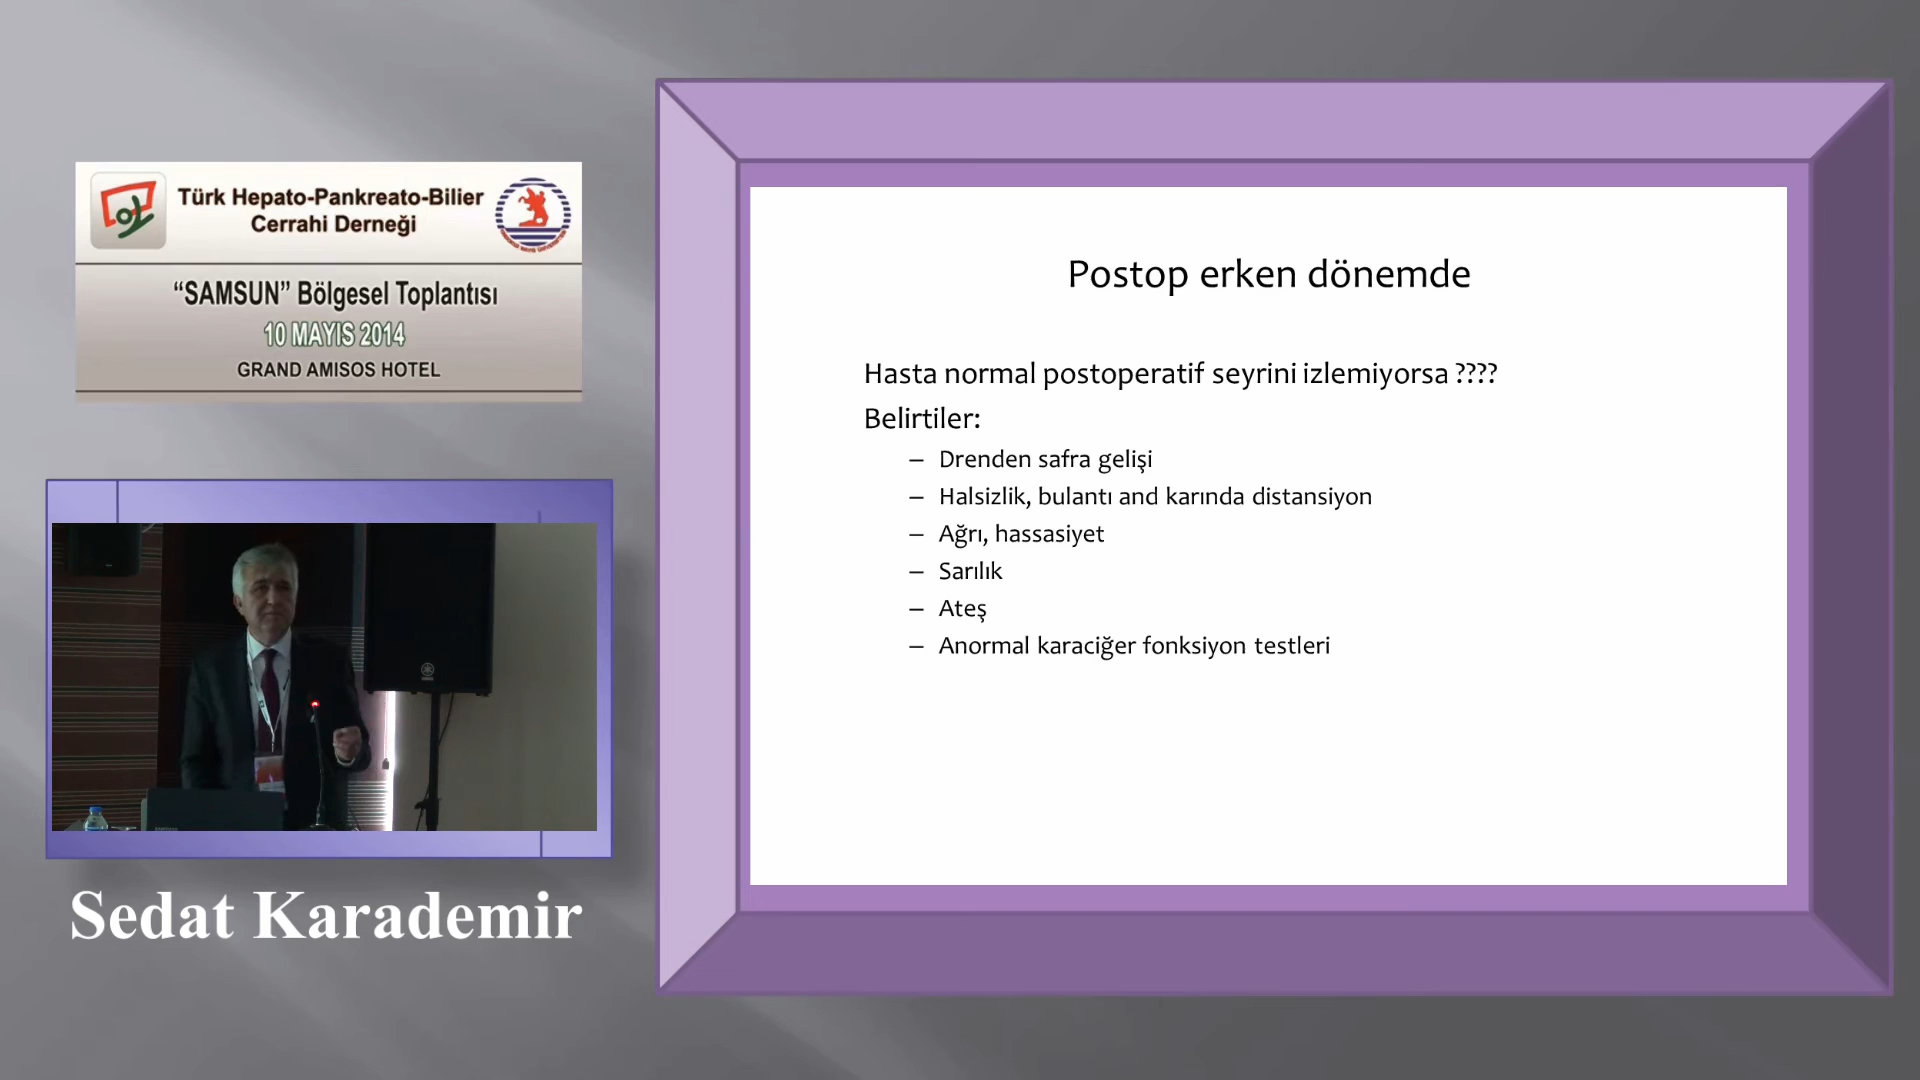 Türk Hepato-Pankreato-Bilier
Cerrahi Derneği
“SAMSUN” Bölgesel Toplantısı
10 MAYIS 2014
GRAND AMISOS HOTEL
Sedat Karademir
Postop erken dönemde
Hasta normal postoperatif seyrini izlemiyorsa ????
Belirtiler:
– Drenden safra gelişi
– Halsizlik, bulantı and karında distansiyon
– Ağrı, hassasiyet
– Sarılık
– Ateş
– Anormal karaciğer fonksiyon testleri